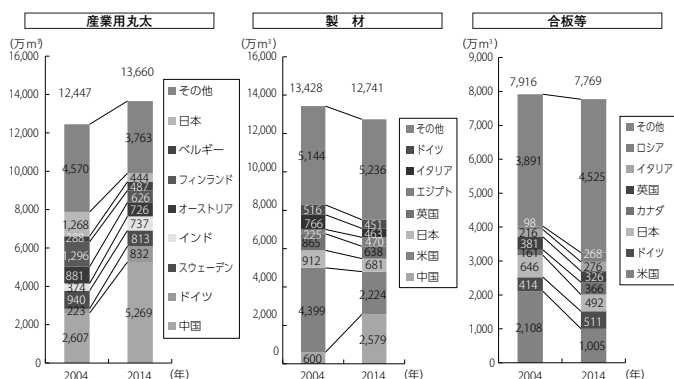 産業用丸太
(万m³)
16,000
14,000
12,000
10,000
8,000
6,000
4,000
2,000
0
12,447
13,660
4,570
1,268
288
1,296
881
374
940
223
2,607
3,763
444
487
626
726
737
813
832
5,269
2004
2014
(年)
その他
日本
ベルギー
フィンランド
オーストリア
インド
スウェーデン
ドイツ
中国
製 材
(万m³)
16,000
14,000
12,000
10,000
8,000
6,000
4,000
2,000
0
13,428
12,741
5,144
516
766
225
865
912
4,399
600
5,236
451
463
470
638
681
2,224
2,579
2004
2014
(年)
その他
ドイツ
イタリア
エジプト
英国
日本
米国
中国
合板等
(万m³)
9,000
8,000
7,000
6,000
5,000
4,000
3,000
2,000
1,000
0
7,916
7,769
3,891
98
216
381
161
646
414
2,108
4,525
268
276
326
366
492
511
1,005
2004
2014
(年)
その他
ロシア
イタリア
英国
カナダ
日本
ドイツ
米国